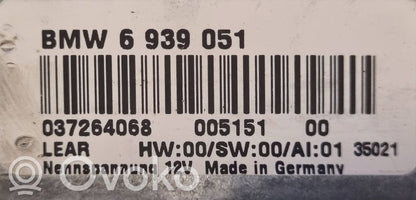 BMW 6 939 051
037264068 005151 00
LEAR HW:00/SW:00/AI:01 35021
Nennspannung 12V Made in Germany
OVOKO